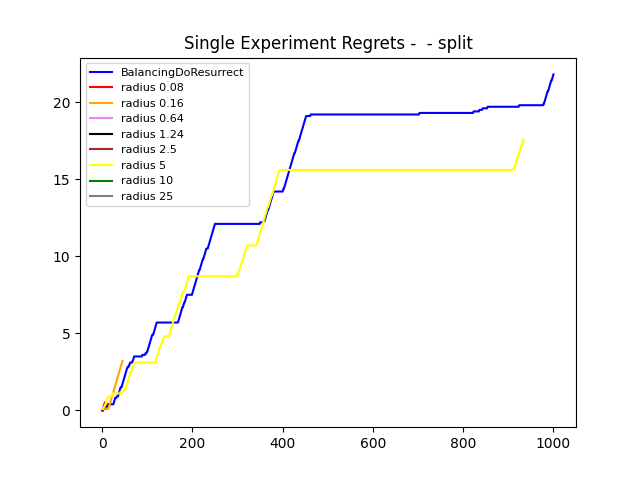 Single Experiment Regrets -  - split
BalancingDoResurrect
radius 0.08
radius 0.16
radius 0.64
radius 1.24
radius 2.5
radius 5
radius 10
radius 25
20
15
10
5
0
0 200 400 600 800 1000